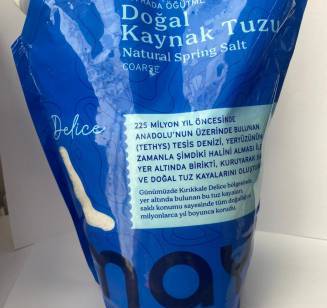 ÖĞÜTME
Doğal
Kaynak Tuzu
Natural Spring Salt
COARSE
Delice
225 MİLYON YIL ÖNCESİNDE
ANADOLU'NUN ÜZERİNDE BULUNAN
(TETHYS) TESİS DENİZİ, YERYÜZÜNÜN
ZAMANLA ŞİMDİKİ HALİNİ ALMASI İLE
YER ALTINDA BİRİKTİ, KURUYARAK
VE DOĞAL TUZ KAYALARINI OLUŞTU
Günümüzde Kırıkkale Delice bölgesinde
yer altında bulunan bu tuz kayaları,
saklı konumu sayesinde tüm doğallığı
milyonlarca yıl boyunca korudu.